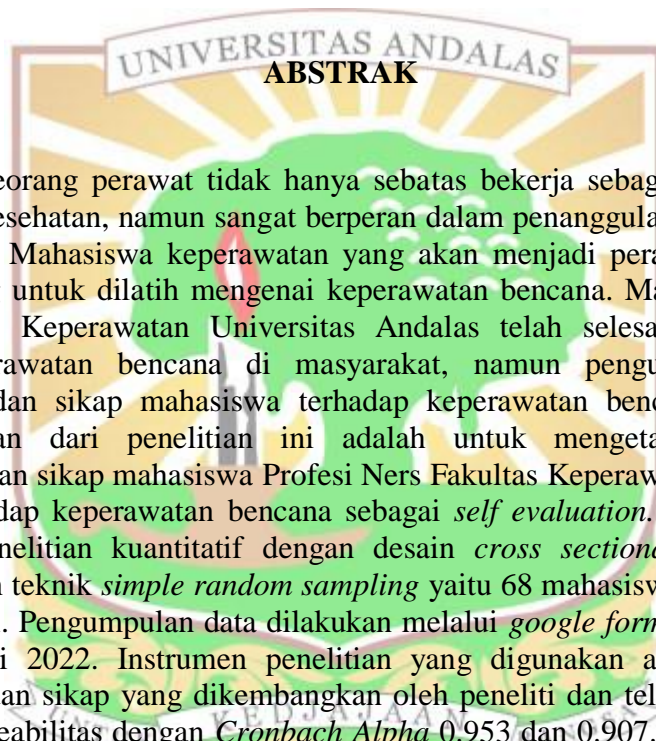 UNIVERSITAS ANDALAS
ABSTRAK
eorang perawat tidak hanya sebatas bekerja sebag
esehatan, namun sangat berperan dalam penanggula
Mahasiswa keperawatan yang akan menjadi pera
untuk dilatih mengenai keperawatan bencana. Ma
Keperawatan Universitas Andalas telah selesa
rawatan bencana di masyarakat, namun pengu
dan sikap mahasiswa terhadap keperawatan benc
an dari penelitian ini adalah untuk mengeta
an sikap mahasiswa Profesi Ners Fakultas Keperaw
dap keperawatan bencana sebagai self evaluation.
nelitian kuantitatif dengan desain cross sectiona
n teknik simple random sampling yaitu 68 mahasisw
. Pengumpulan data dilakukan melalui google form
i 2022. Instrumen penelitian yang digunakan a
an sikap yang dikembangkan oleh peneliti dan tel
eabilitas dengan Cronbach Alpha 0.953 dan 0.907.